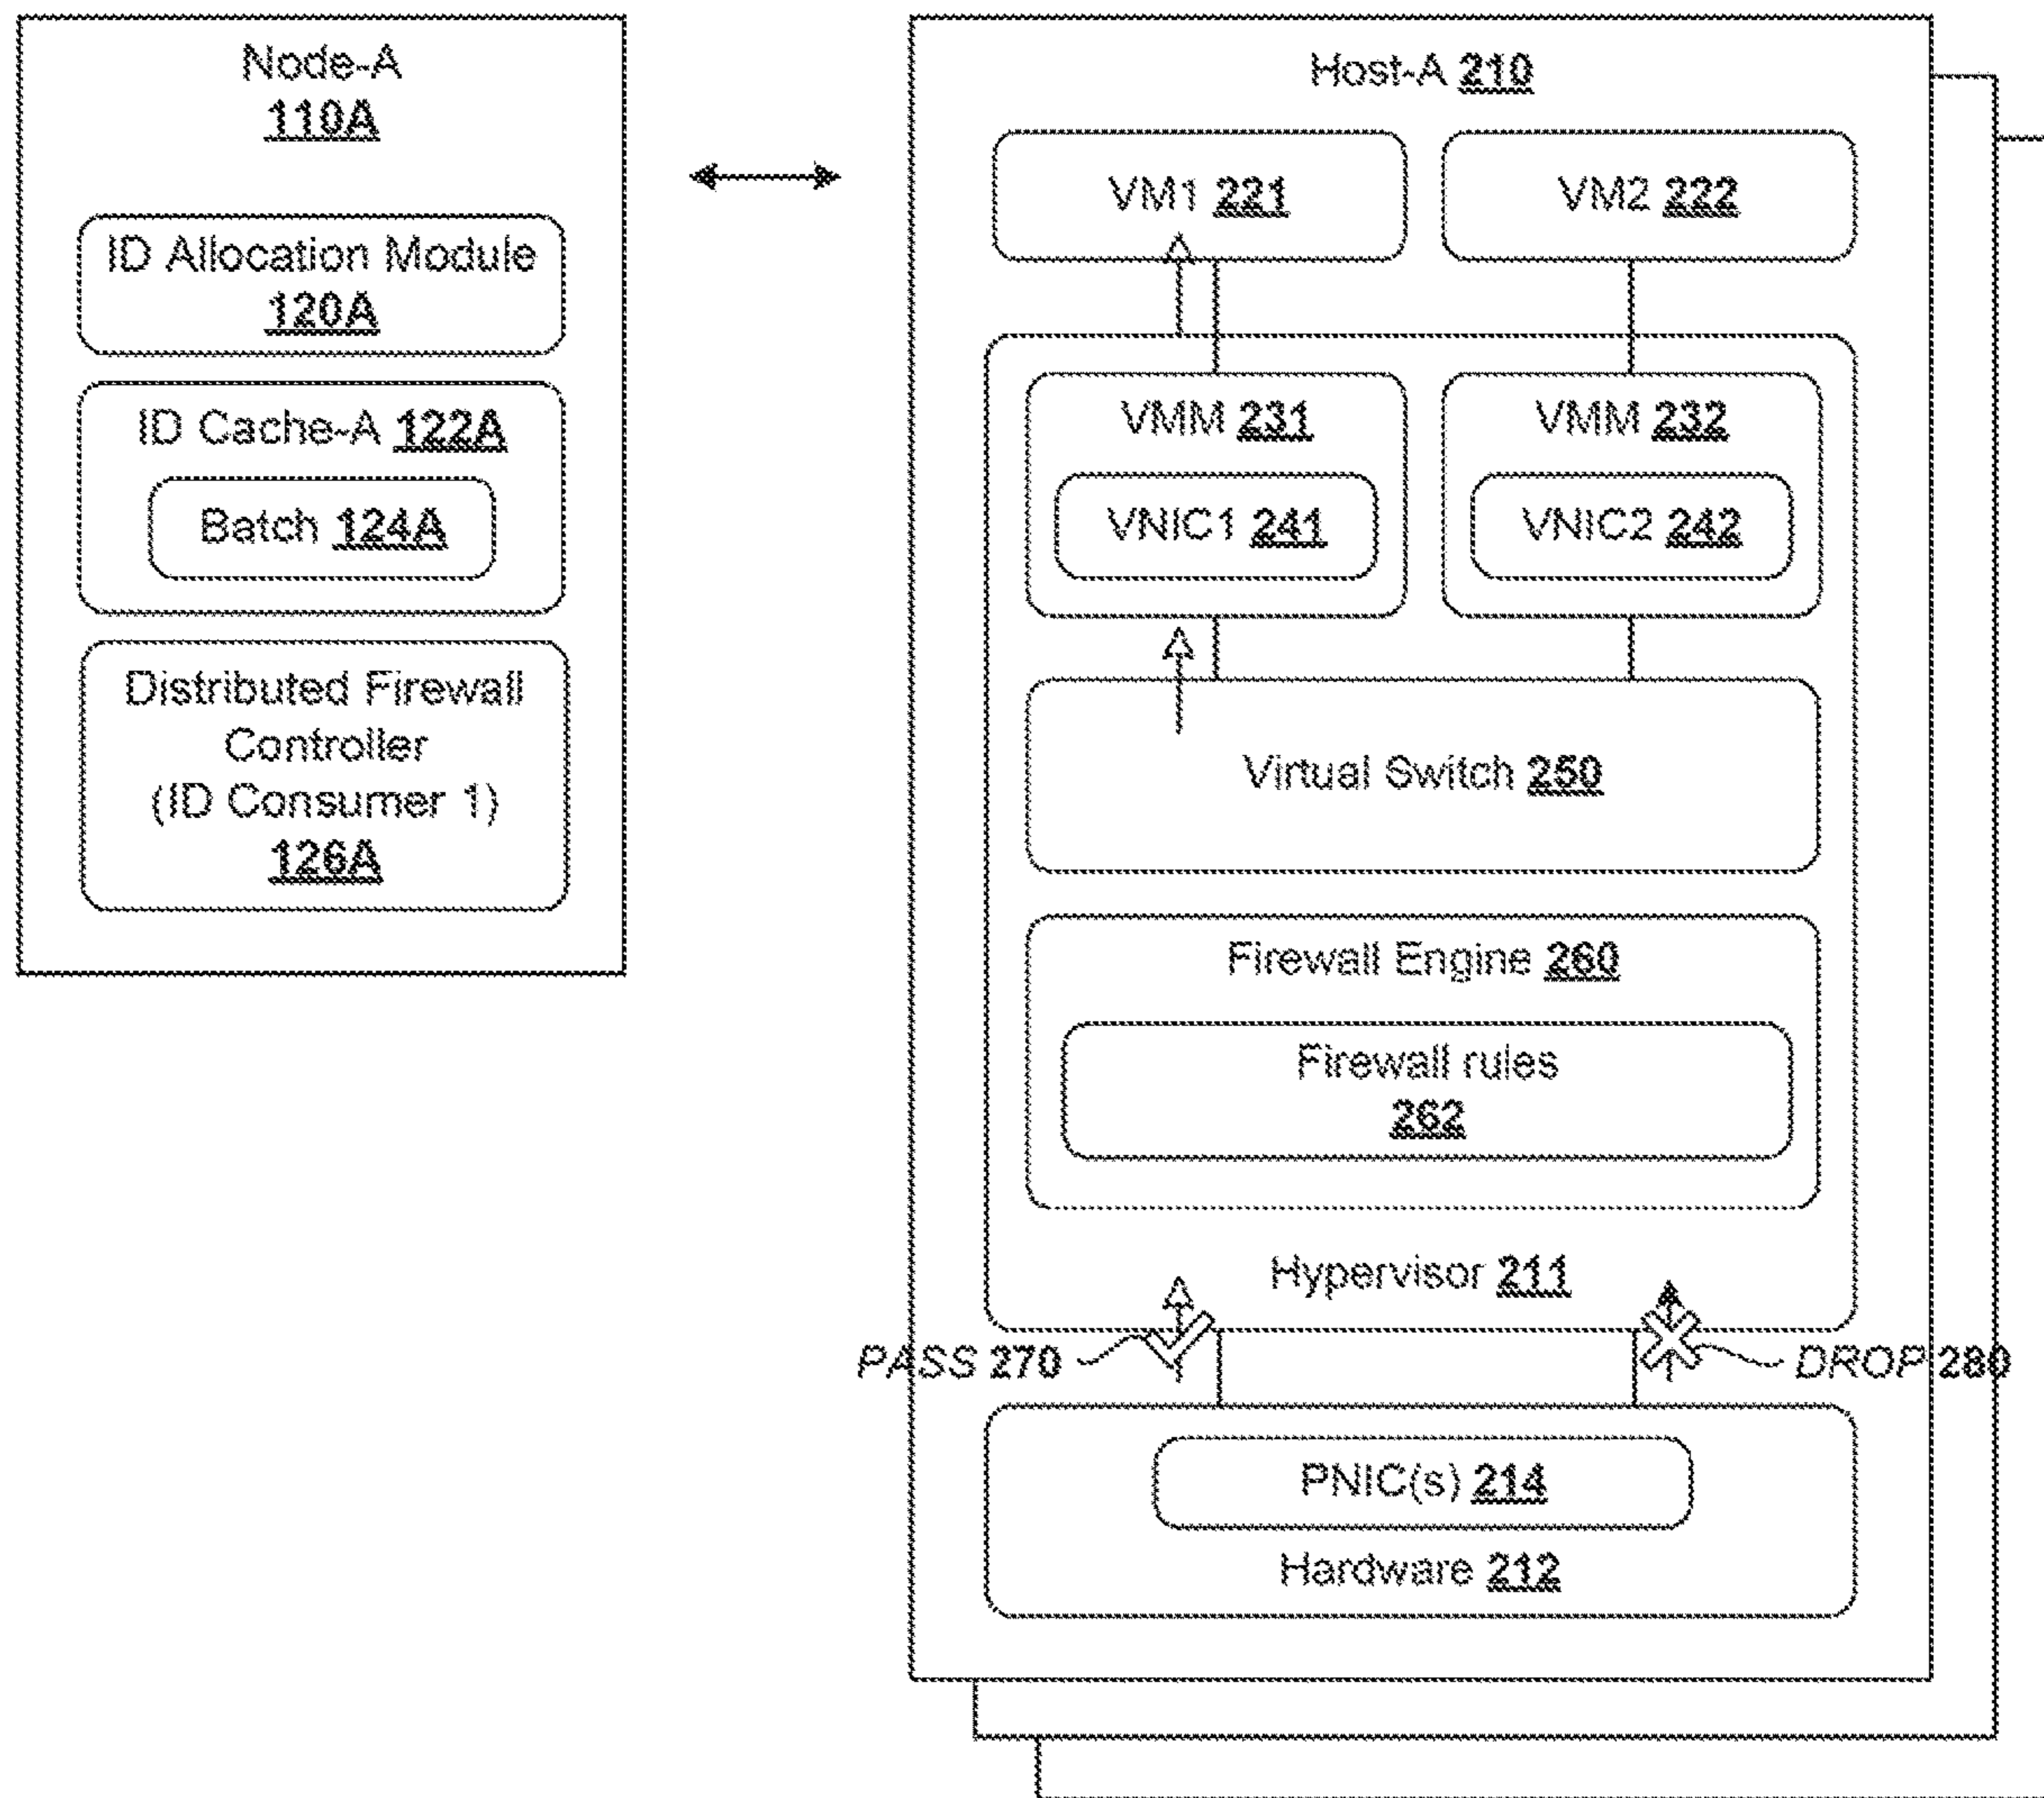 Node-A
110A
ID Allocation Module
120A
ID Cache-A 122A
Batch 124A
Distributed Firewall
Controller
(ID Consumer 1)
126A
Host-A 210
VM1 221
VM2 222
VMM 231
VMM 232
VNIC1 241
VNIC2 242
Virtual Switch 250
Firewall Engine 260
Firewall rules
262
Hypervisor 211
PASS 270
DROP 280
PNIC(s) 214
Hardware 212